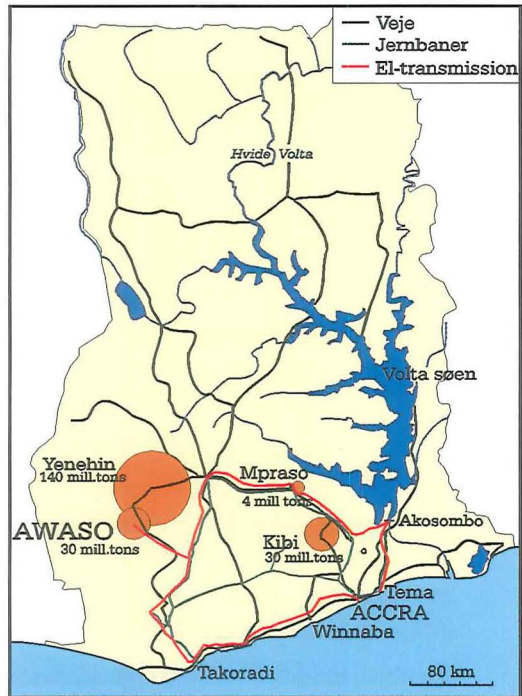 Veje
Jernbaner
El-transmission
Hvide Volta
Volta søen
Yenehin
140 mill.tons
Mpraso
4 mill tons
AWASO
30 mill.tons
Kibi
30 mill.tons
Akosombo
Tema
ACCRA
Winnaba
Takoradi
80 km